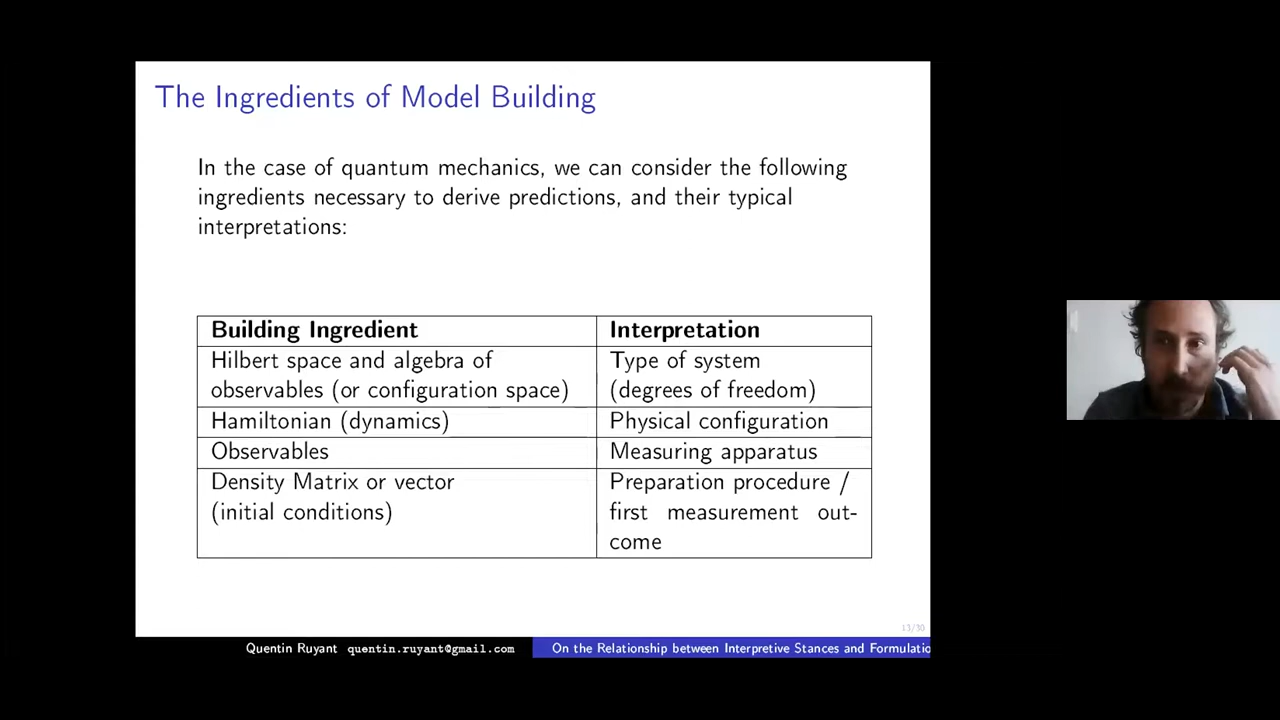 The Ingredients of Model Building
In the case of quantum mechanics, we can consider the following
ingredients necessary to derive predictions, and their typical
interpretations:
Building Ingredient
Interpretation
Hilbert space and algebra of
observables (or configuration space)
Type of system
(degrees of freedom)
Hamiltonian (dynamics)
Physical configuration
Observables
Measuring apparatus
Density Matrix or vector
(initial conditions)
Preparation procedure /
first measurement out-
come
13/30
Quentin Ruyant quentin.ruyant@gmail.com
On the Relationship between Interpretive Stances and Formulatio